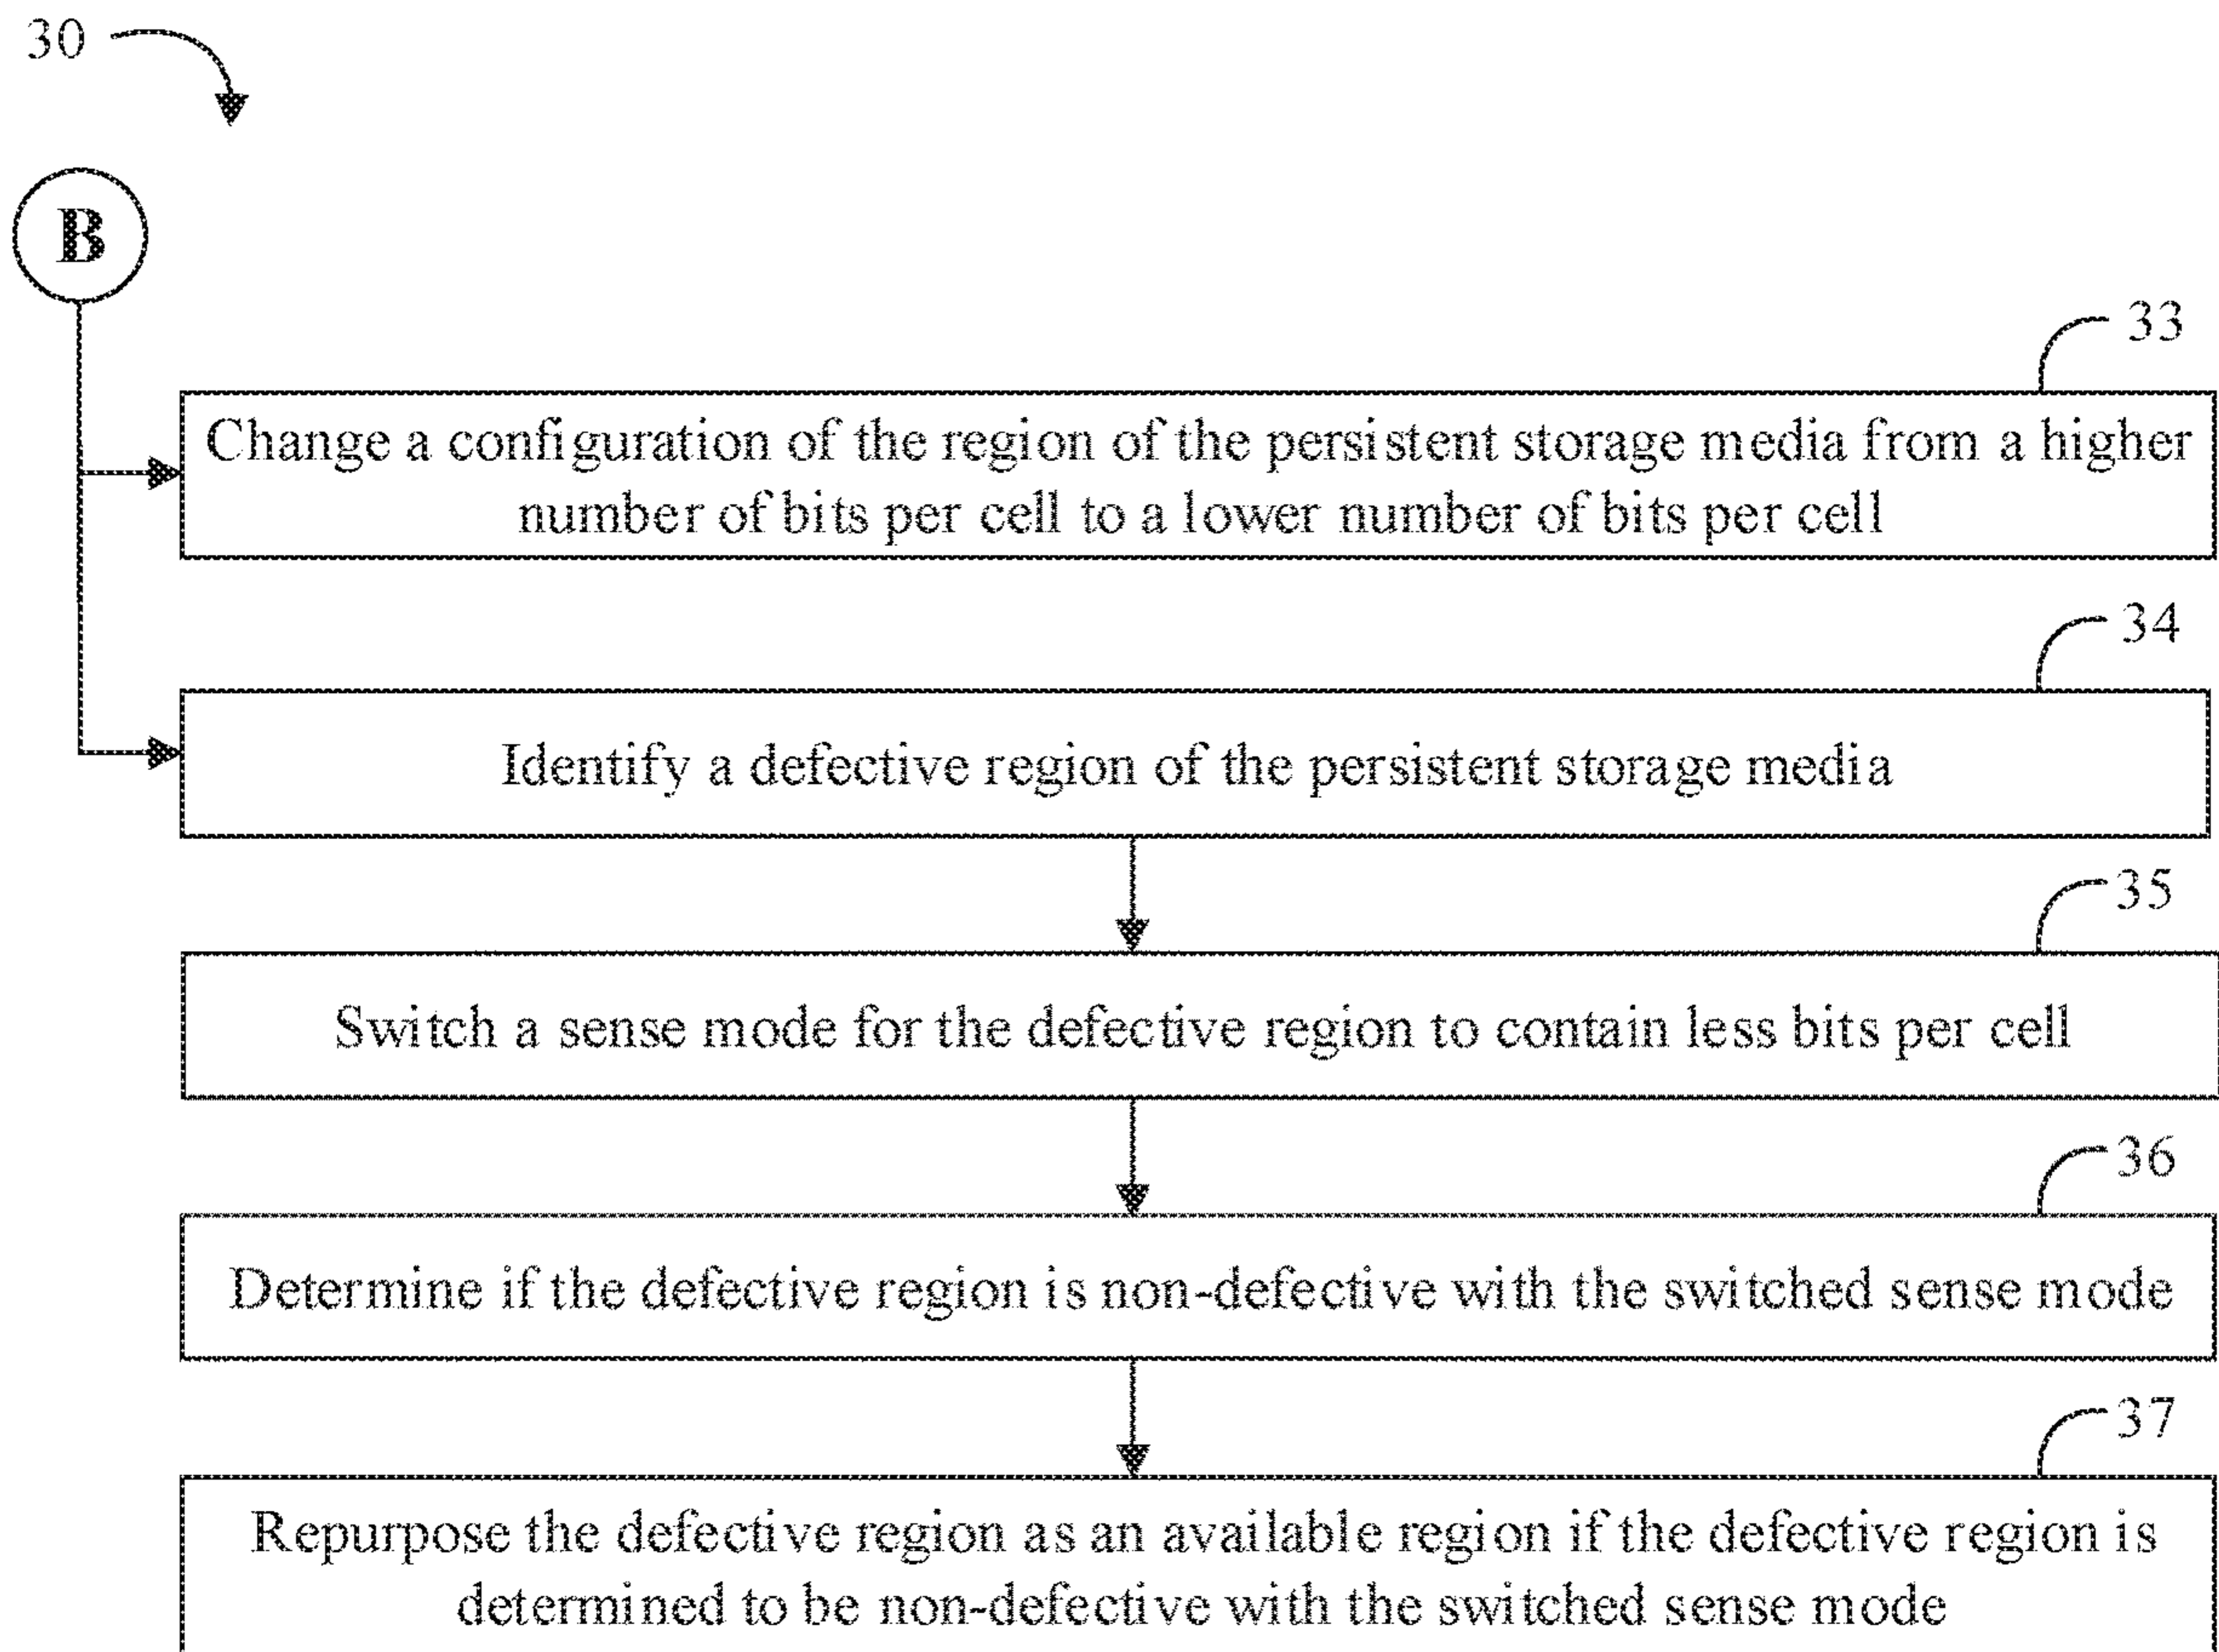 30
B
33
Change a configuration of the region of the persistent storage media from a higher
number of bits per cell to a lower number of bits per cell
34
Identify a defective region of the persistent storage media
35
Switch a sense mode for the defective region to contain less bits per cell
36
Determine if the defective region is non-defective with the switched sense mode
37
Repurpose the defective region as an available region if the defective region is
determined to be non-defective with the switched sense mode